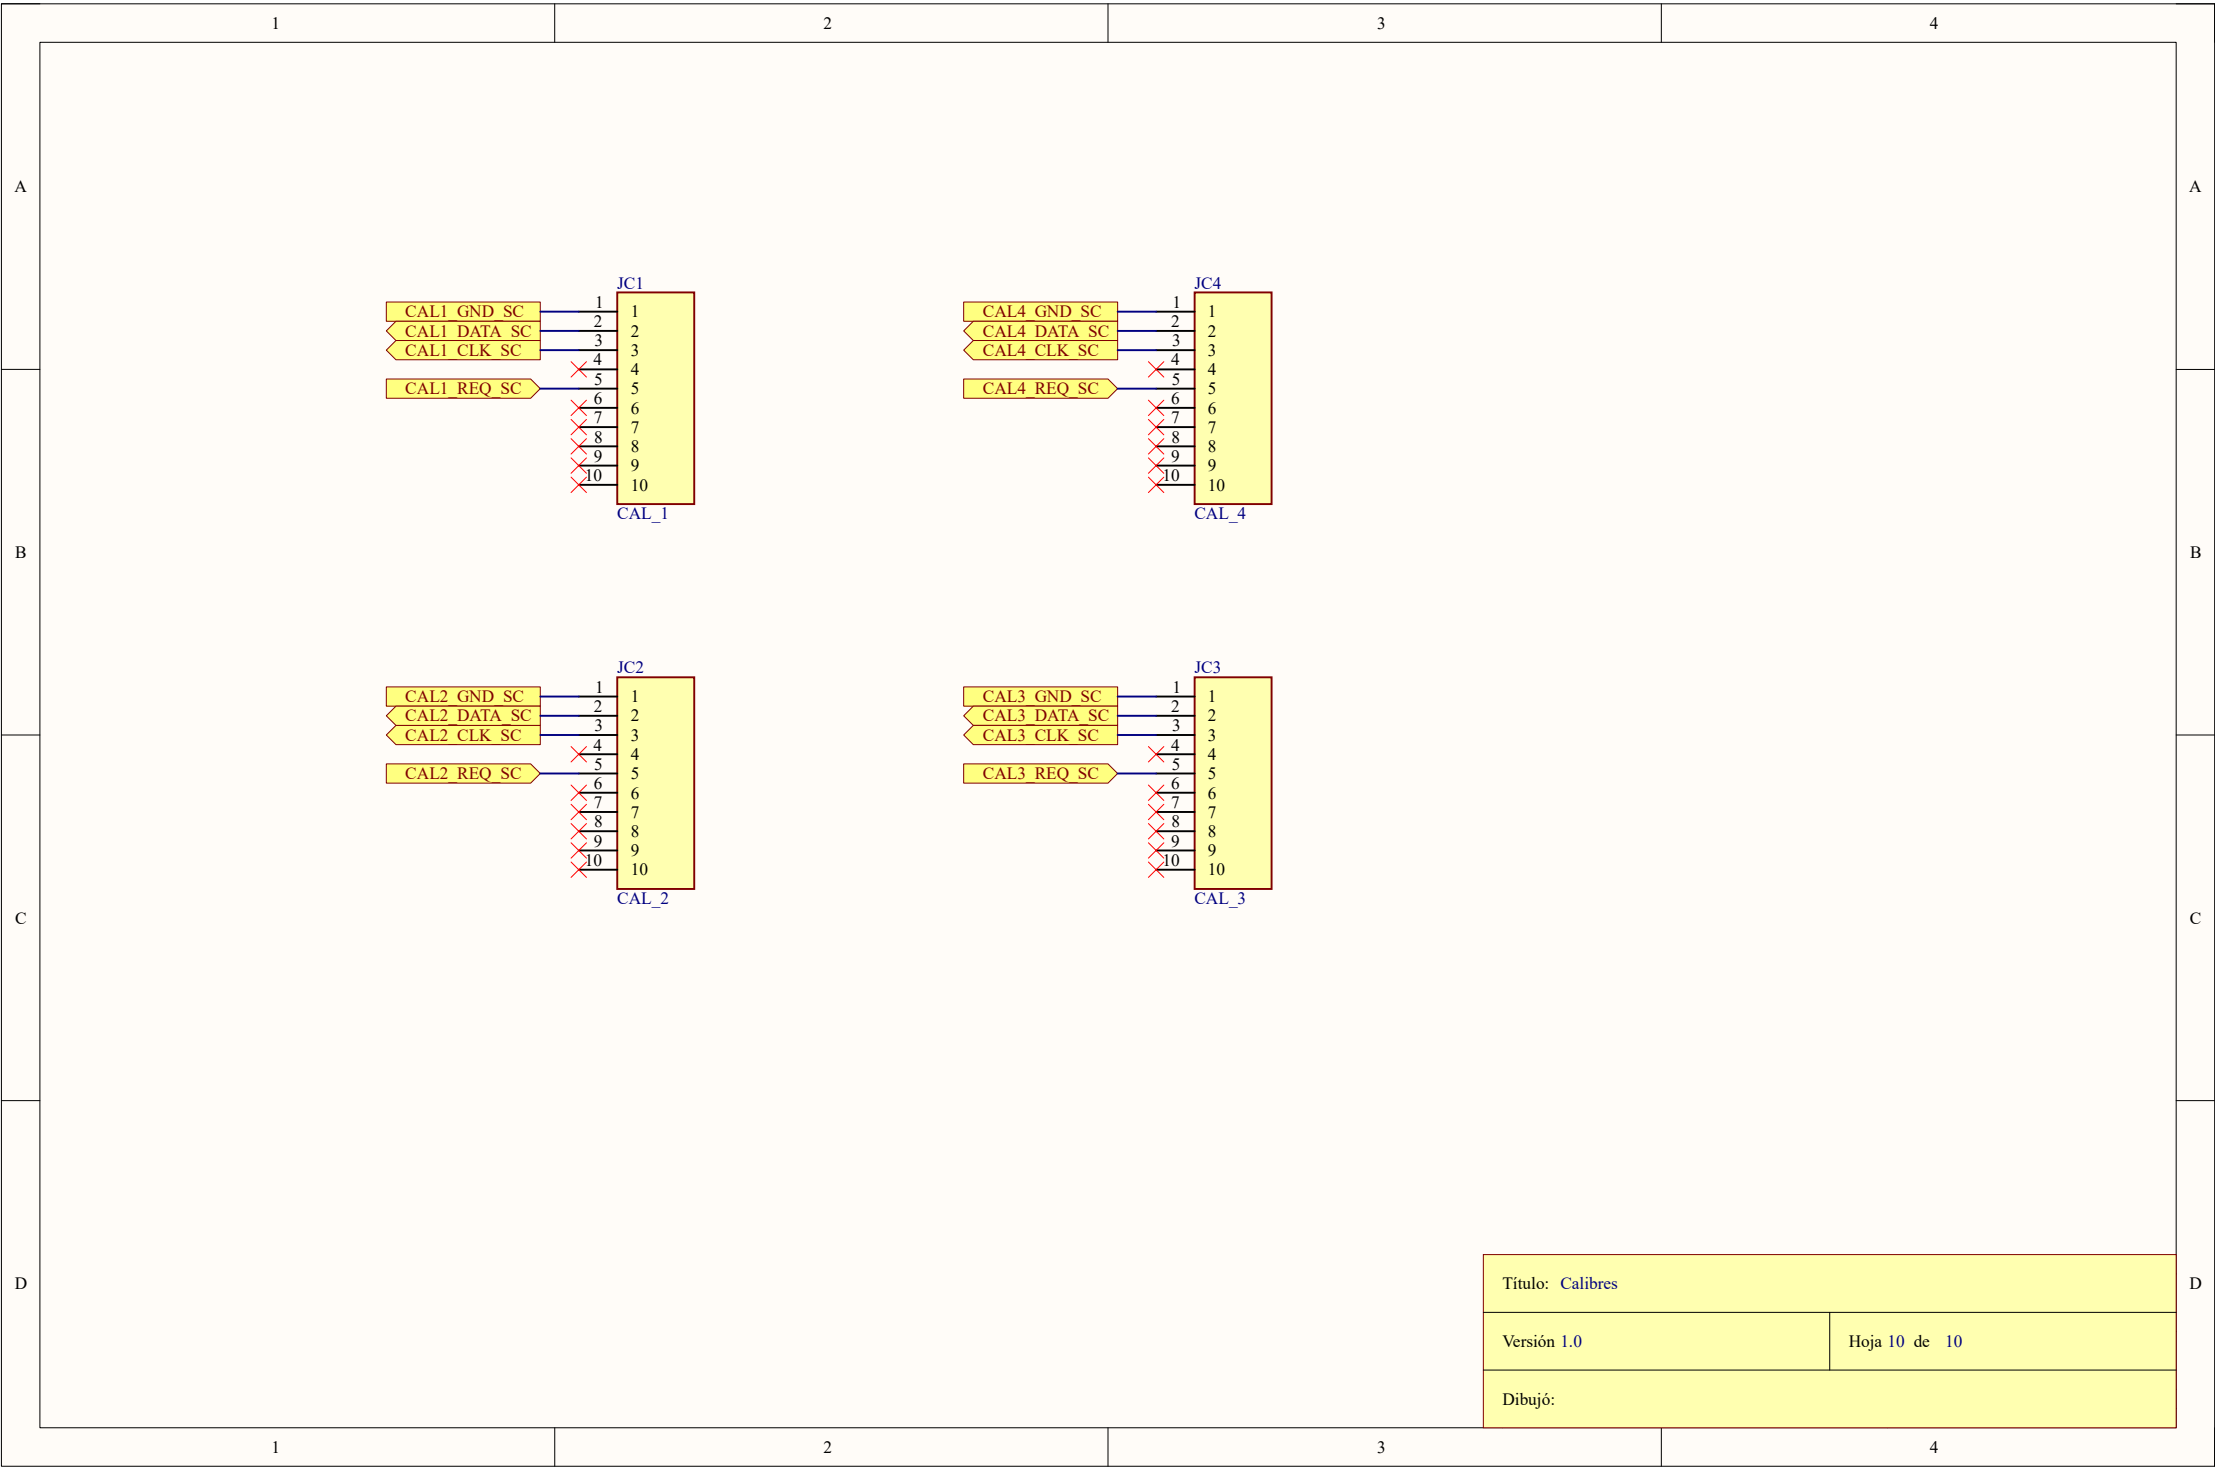 1 2 3 4
A A
JC1
CAL1_GND_SC 1 1
CAL1_DATA_SC 2 2
CAL1_CLK_SC 3 3
4 4
CAL1_REQ_SC 5 5
6 6
7 7
8 8
9 9
10 10
CAL_1
JC4
CAL4_GND_SC 1 1
CAL4_DATA_SC 2 2
CAL4_CLK_SC 3 3
4 4
CAL4_REQ_SC 5 5
6 6
7 7
8 8
9 9
10 10
CAL_4
B B
JC2
CAL2_GND_SC 1 1
CAL2_DATA_SC 2 2
CAL2_CLK_SC 3 3
4 4
CAL2_REQ_SC 5 5
6 6
7 7
8 8
9 9
10 10
CAL_2
JC3
CAL3_GND_SC 1 1
CAL3_DATA_SC 2 2
CAL3_CLK_SC 3 3
4 4
CAL3_REQ_SC 5 5
6 6
7 7
8 8
9 9
10 10
CAL_3
C C
D D
Título: Calibres
Versión 1.0
Hoja 10 de 10
Dibujó:
1 2 3 4